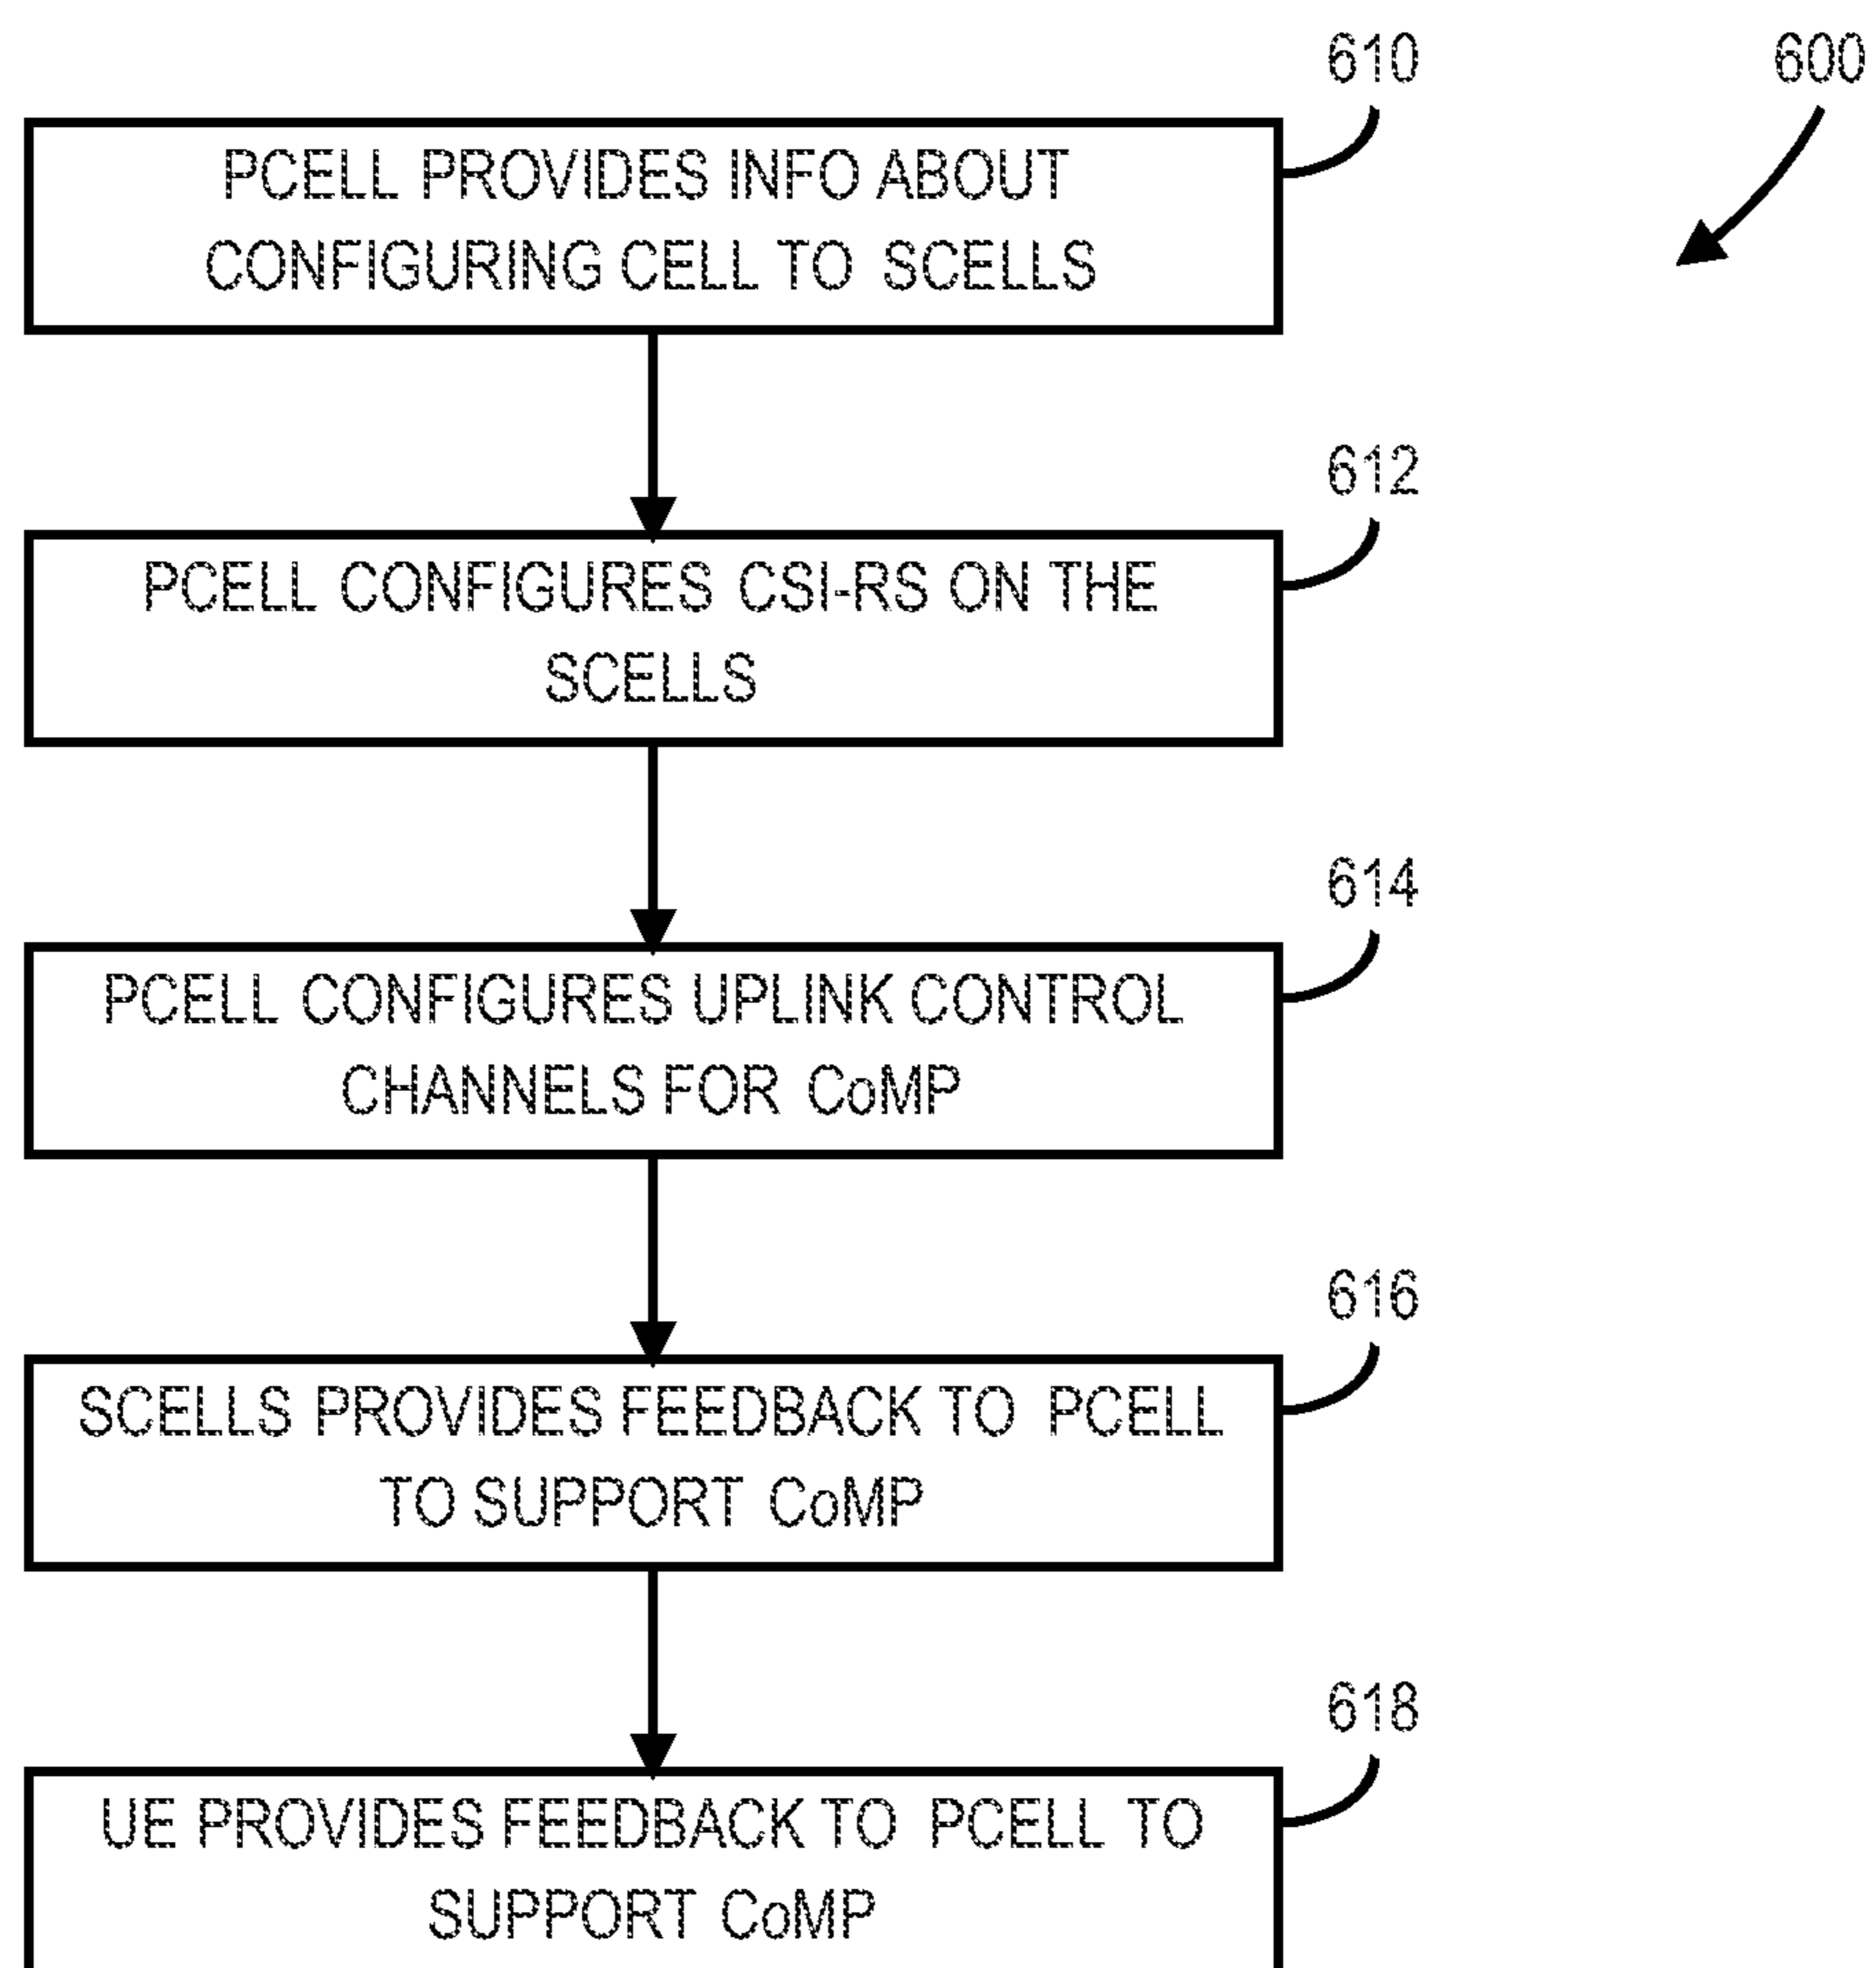 610
600
PCELL PROVIDES INFO ABOUT
CONFIGURING CELL TO SCELLS
612
PCELL CONFIGURES CSI-RS ON THE
SCELLS
614
PCELL CONFIGURES UPLINK CONTROL
CHANNELS FOR CoMP
616
SCELLS PROVIDES FEEDBACK TO PCELL
TO SUPPORT CoMP
618
UE PROVIDES FEEDBACK TO PCELL TO
SUPPORT CoMP